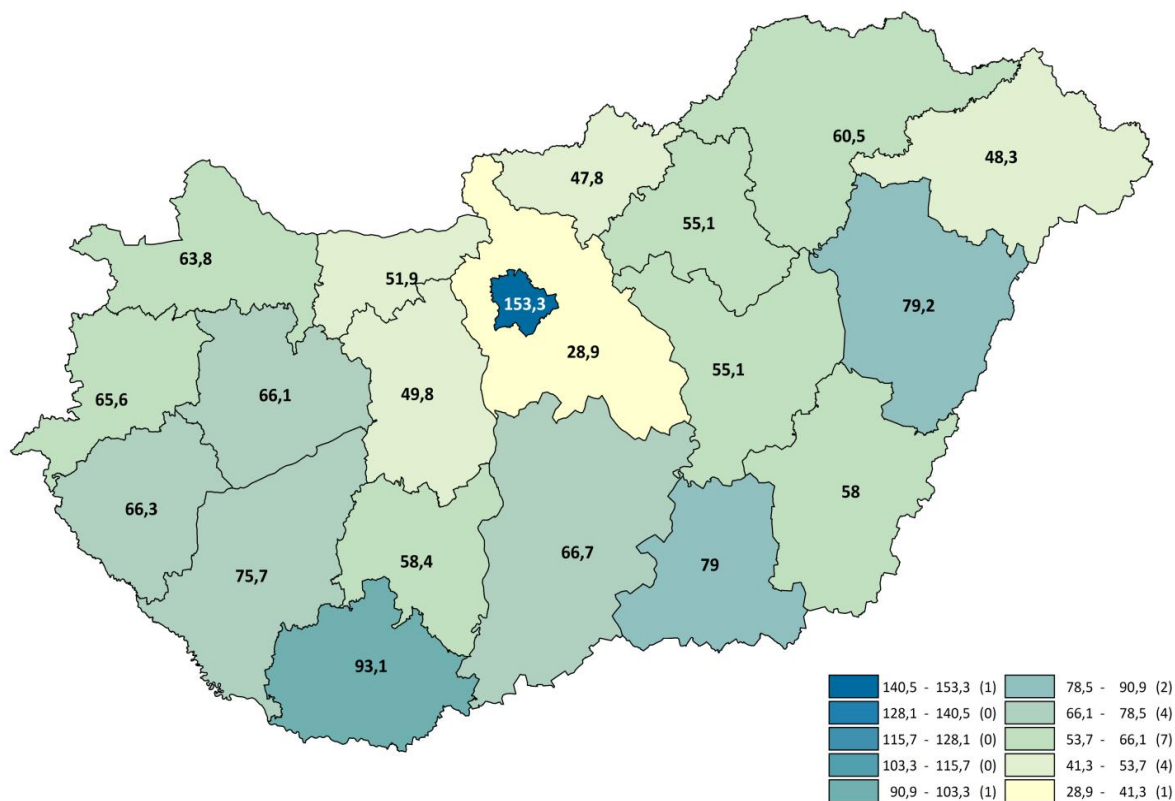 60,5
48,3
47,8
55,1
63,8
51,9
153,3
79,2
28,9
55,1
65,6
66,1
49,8
66,3
58
75,7
58,4
66,7
79
93,1
140,5 - 153,3 (1)
128,1 - 140,5 (0)
115,7 - 128,1 (0)
103,3 - 115,7 (0)
90,9 - 103,3 (1)
78,5 - 90,9 (2)
66,1 - 78,5 (4)
53,7 - 66,1 (7)
41,3 - 53,7 (4)
28,9 - 41,3 (1)